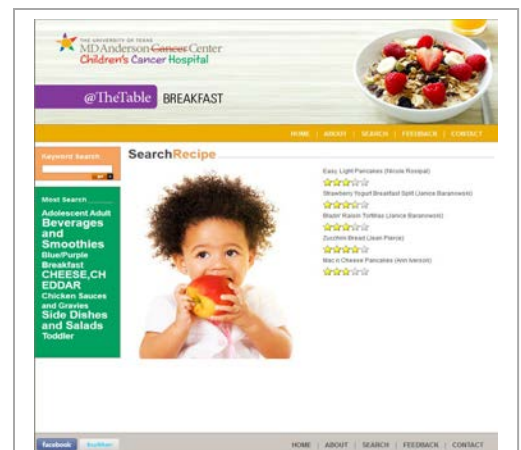 THE UNIVERSITY OF TEXAS
MDAnderson Cancer Center
Children's Cancer Hospital
@TheTable BREAKFAST
HOME | ABOUT | SEARCH | FEEDBACK | CONTACT
Keyword Search
SearchRecipe
Most Search
Adolescent Adult
Beverages
and
Smoothies
Blue/Purple
Breakfast
CHEESE,CH
EDDAR
Chicken Sauces
and Gravies
Side Dishes
and Salads
Toddler
Easy, Light Pancakes (Nicole Rosipal)
Strawberry Yogurt Breakfast Split (Janice Baranowski)
Blazin' Raisin Tortillas (Janice Baranowski)
Zucchini Bread (Jean Pierce)
Mac n Cheese Pancakes (Ann Iverson)
facebook twitter
HOME | ABOUT | SEARCH | FEEDBACK | CONTACT